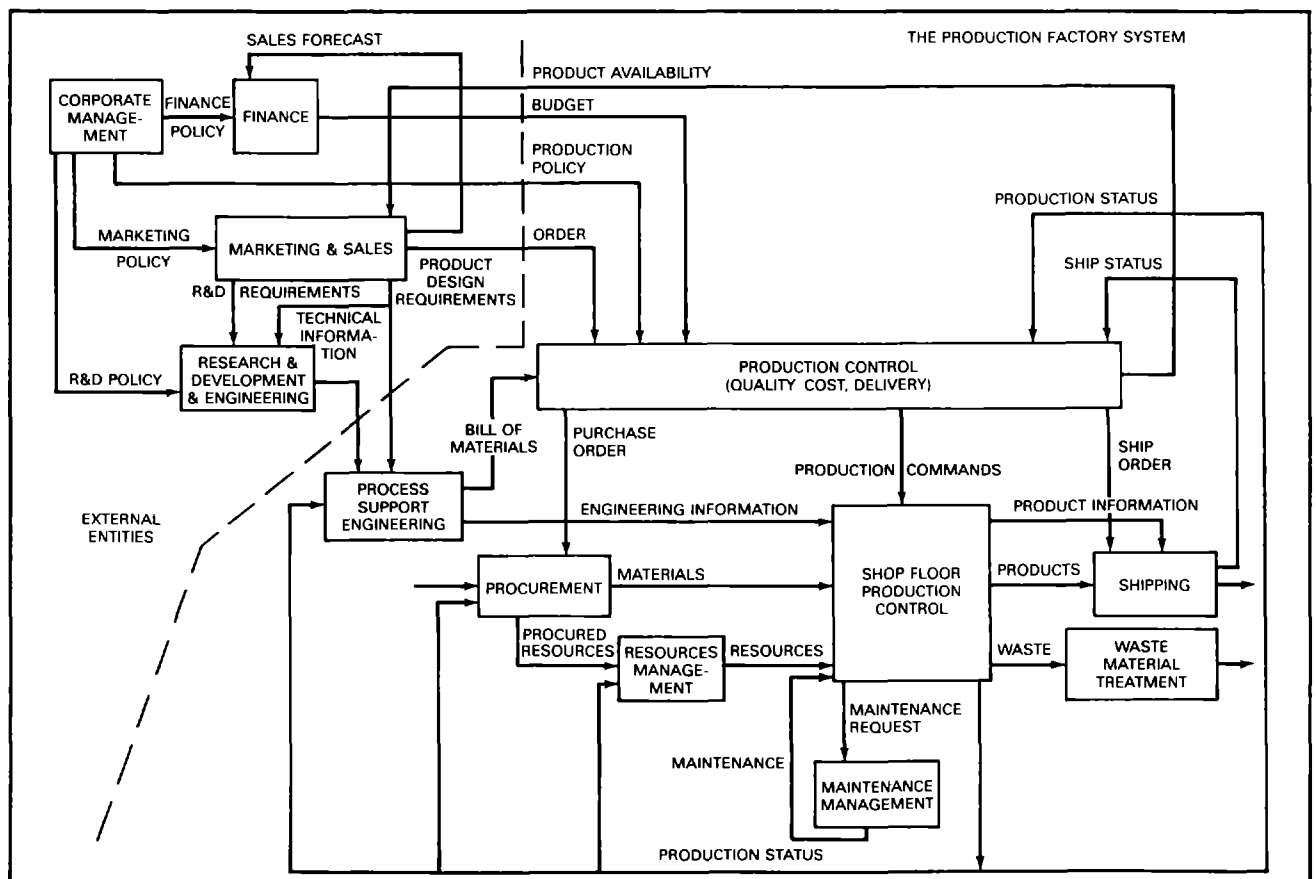 SALES FORECAST
THE PRODUCTION FACTORY SYSTEM
PRODUCT AVAILABILITY
CORPORATE
MANAGE-
MENT
FINANCE
POLICY
FINANCE
BUDGET
PRODUCTION
POLICY
PRODUCTION STATUS
MARKETING
POLICY
MARKETING & SALES
ORDER
PRODUCT
DESIGN
REQUIREMENTS
SHIP STATUS
R&D REQUIREMENTS
TECHNICAL
INFORMA-
TION
RESEARCH &
DEVELOPMENT
& ENGINEERING
R&D POLICY
PRODUCTION CONTROL
(QUALITY COST, DELIVERY)
BILL OF
MATERIALS
PURCHASE
ORDER
PRODUCTION COMMANDS
SHIP
ORDER
PROCESS
SUPPORT
ENGINEERING
ENGINEERING INFORMATION
PRODUCT INFORMATION
EXTERNAL
ENTITIES
PROCUREMENT
MATERIALS
SHOP FLOOR
PRODUCTION
CONTROL
PRODUCTS
SHIPPING
PROCURED
RESOURCES
RESOURCES
MANAGE-
MENT
RESOURCES
WASTE
WASTE
MATERIAL
TREATMENT
MAINTENANCE
REQUEST
MAINTENANCE
MAINTENANCE
MANAGEMENT
PRODUCTION STATUS